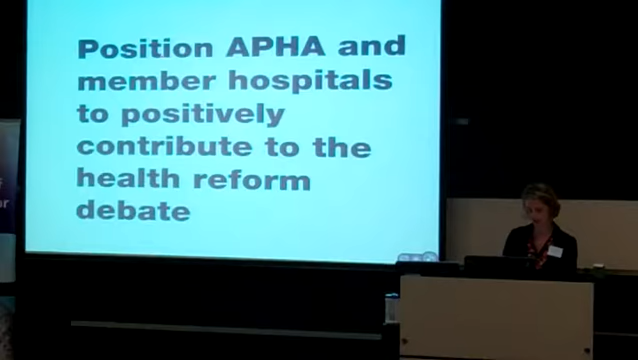 Position APHA and
member hospitals
to positively
contribute to the
health reform
debate